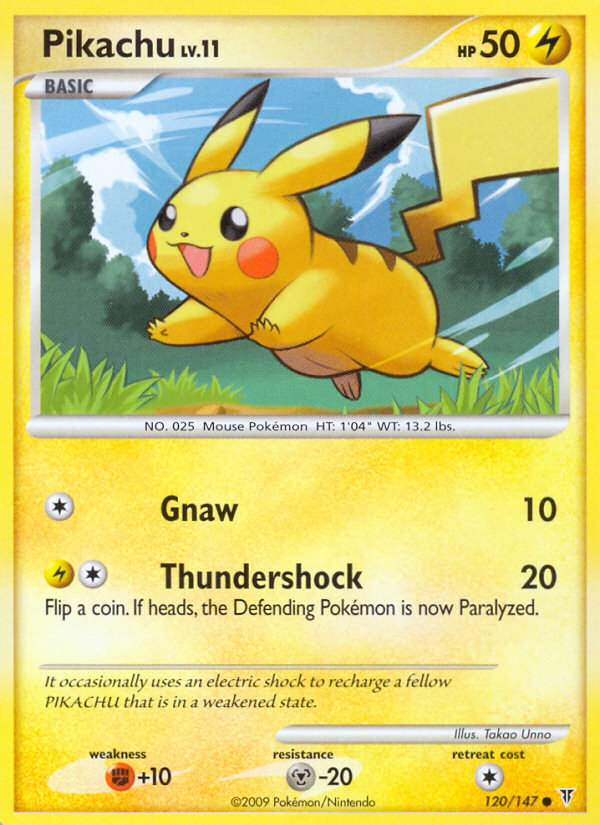 Pikachu LV.11 HP 50
BASIC
NO. 025 Mouse Pokémon HT: 1'04" WT: 13.2 lbs.
Gnaw 10
Thundershock 20
Flip a coin. If heads, the Defending Pokémon is now Paralyzed.
It occasionally uses an electric shock to recharge a fellow
PIKACHU that is in a weakened state.
Illus. Takao Unno
weakness resistance retreat cost
+10 -20
©2009 Pokémon/Nintendo 120/147